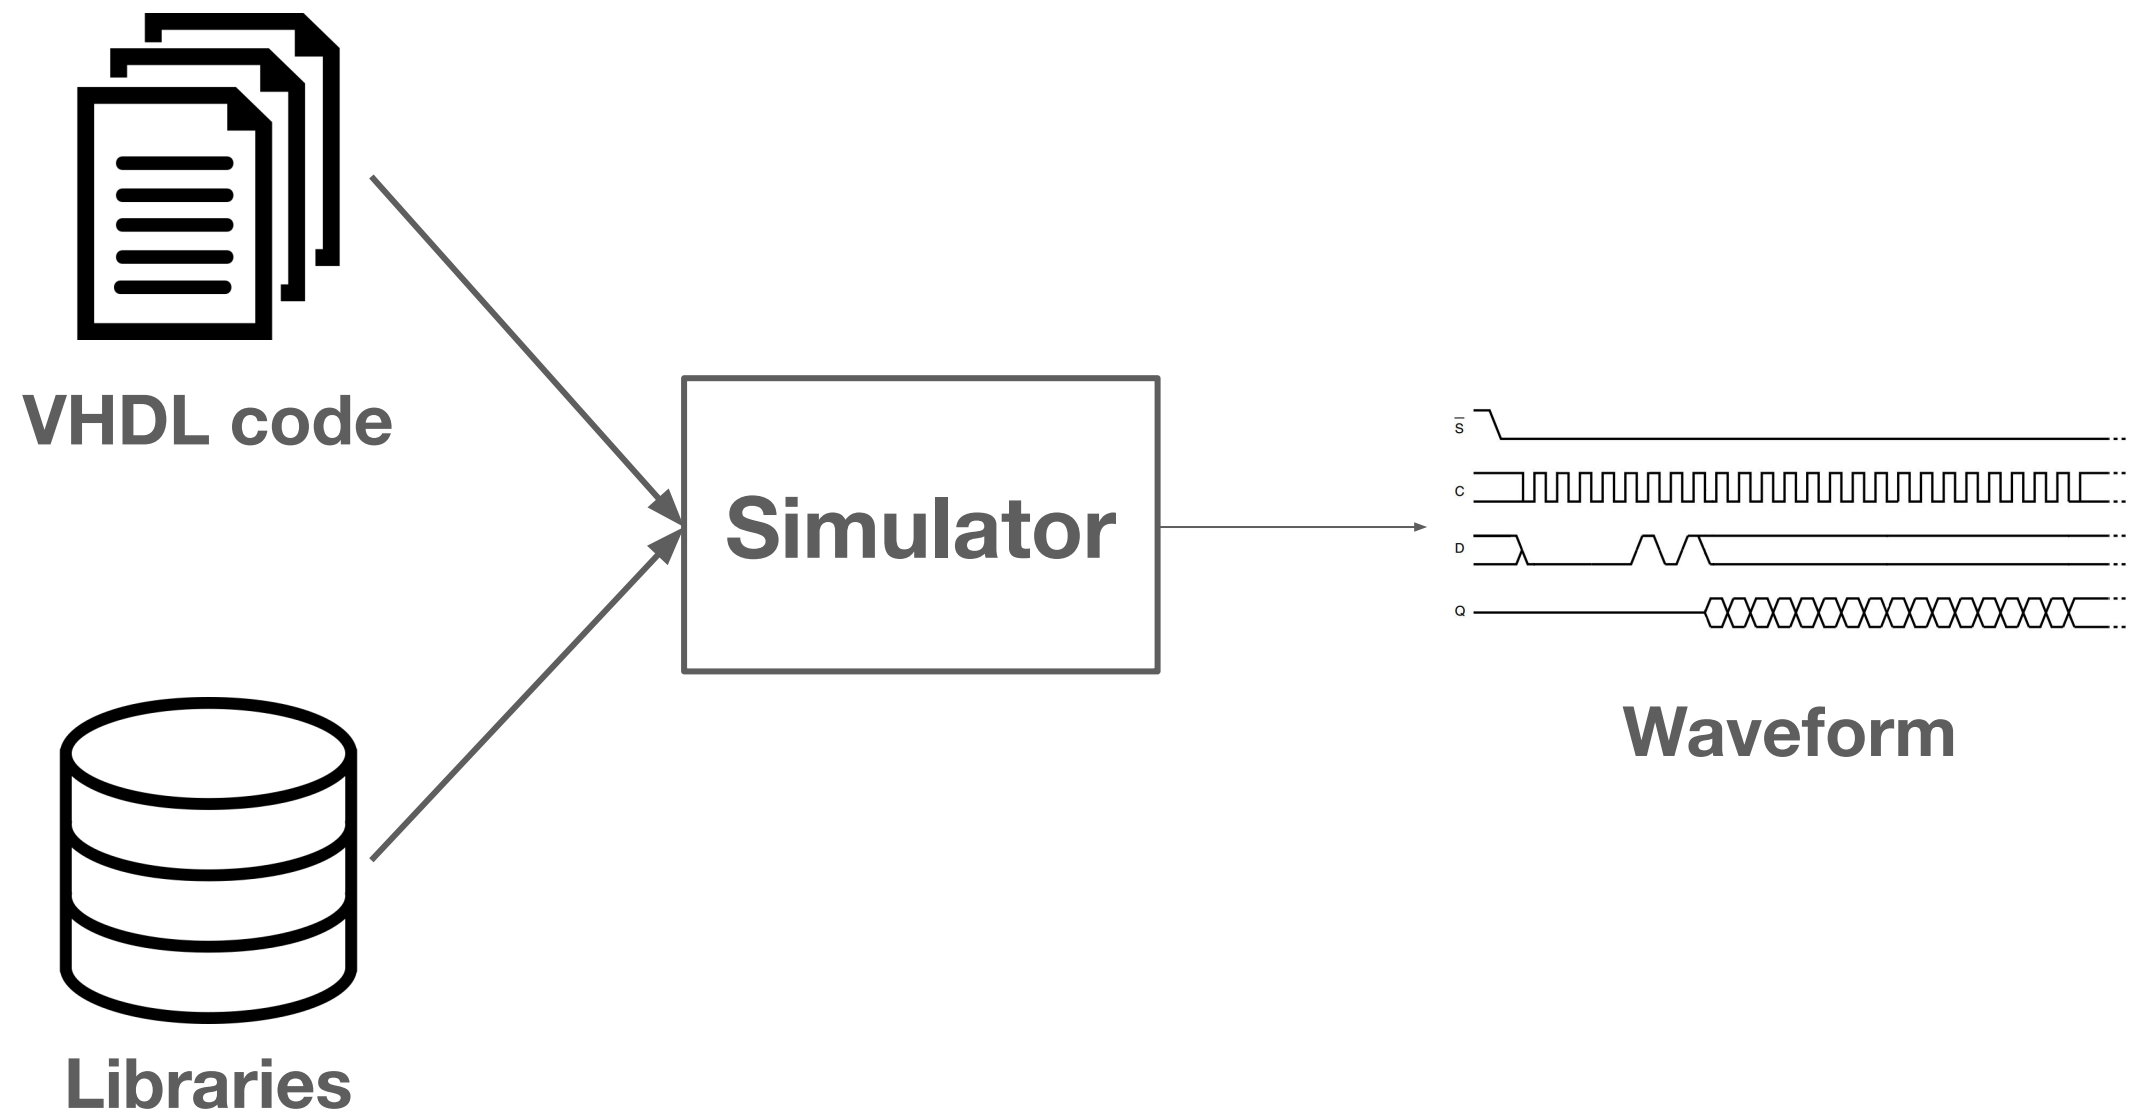 VHDL code
Simulator
S̅
C
D
Q
Waveform
Libraries